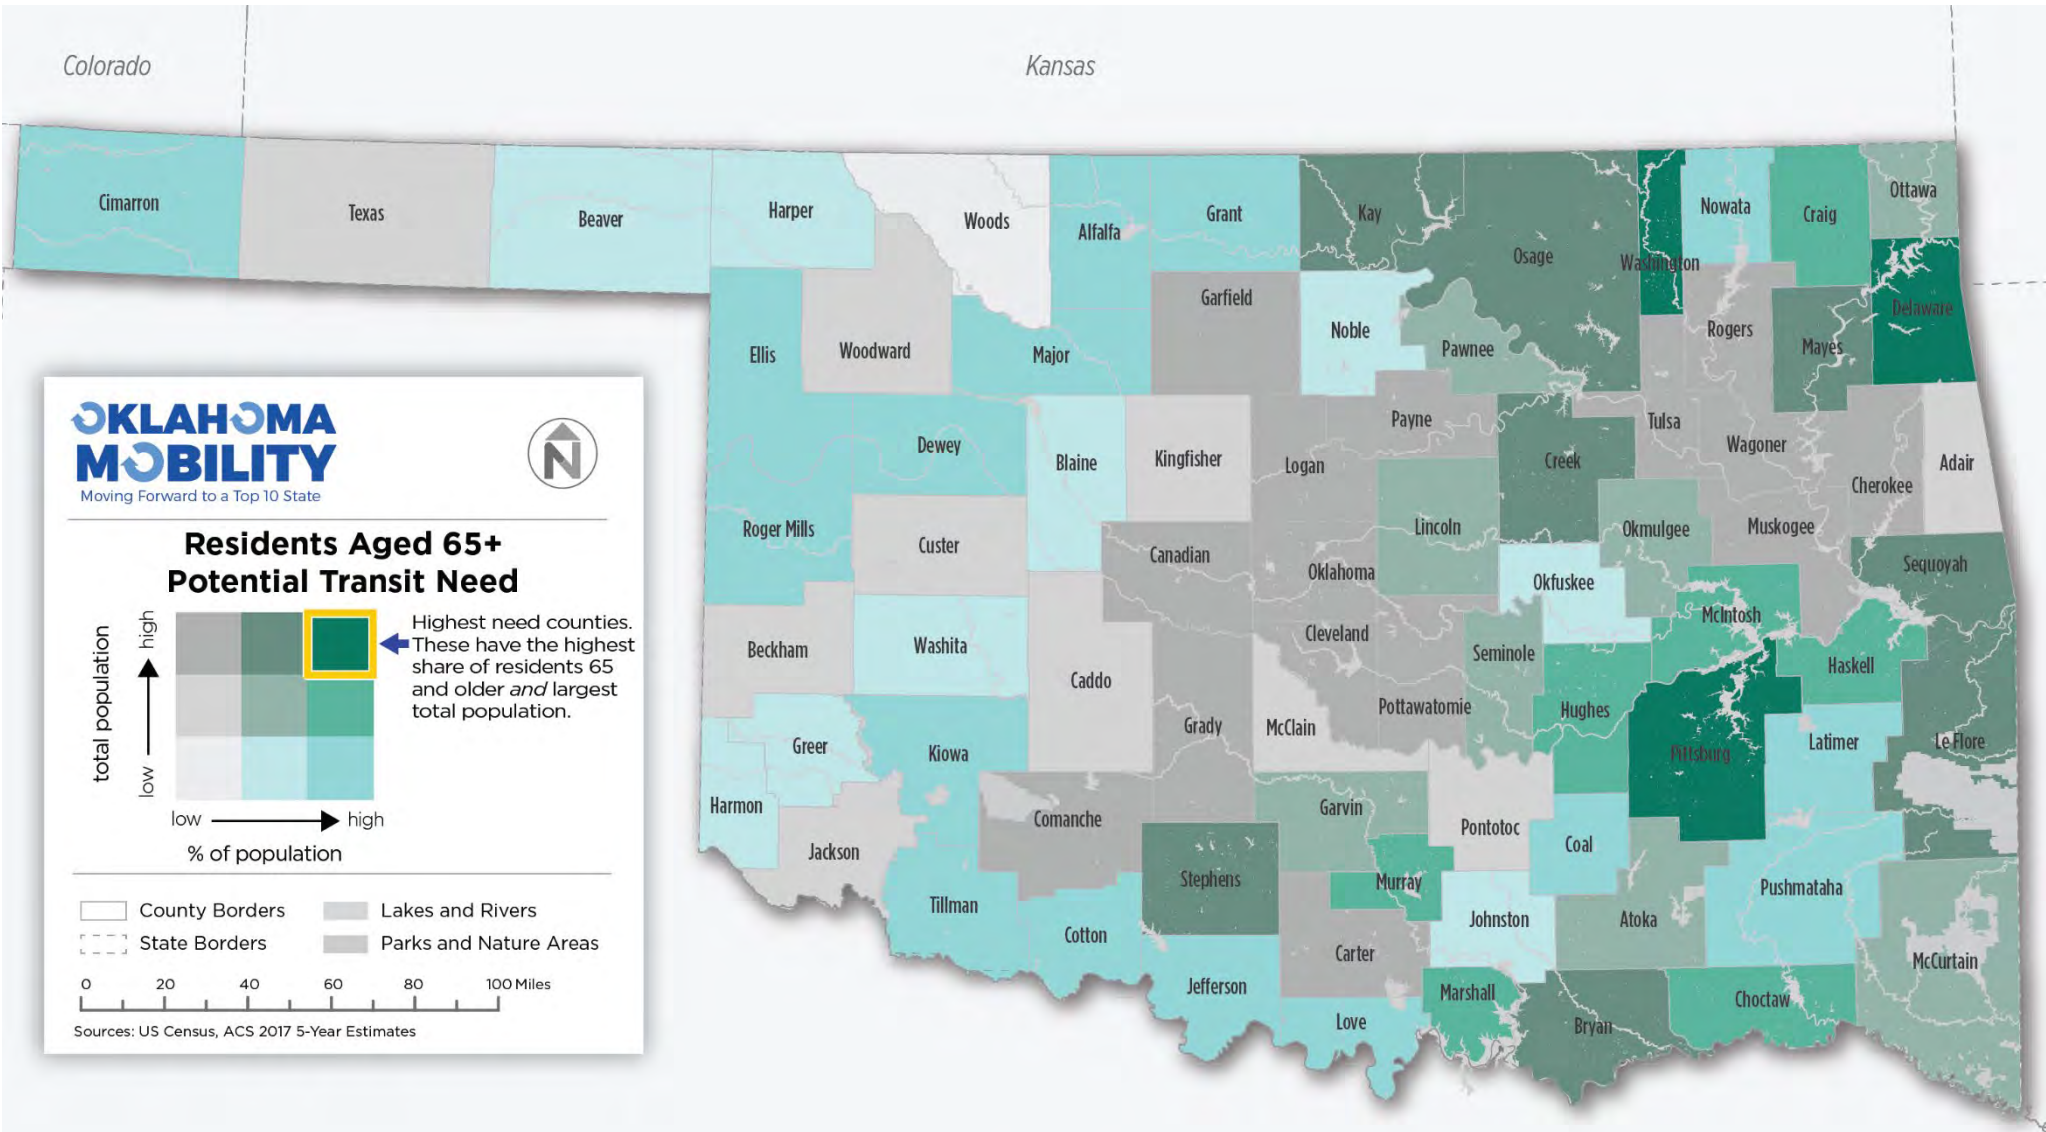 Colorado
Kansas
Cimarron
Texas
Beaver
Harper
Woods
Alfalfa
Grant
Kay
Osage
Washington
Nowata
Craig
Ottawa
Ellis
Woodward
Major
Garfield
Noble
Pawnee
Rogers
Mayes
Delaware
Dewey
Blaine
Kingfisher
Logan
Payne
Creek
Tulsa
Wagoner
Cherokee
Adair
Roger Mills
Custer
Canadian
Oklahoma
Lincoln
Okmulgee
Muskogee
Sequoyah
Okfuskee
McIntosh
Beckham
Washita
Caddo
Cleveland
Seminole
Haskell
Greer
Kiowa
Grady
McClain
Pottawatomie
Hughes
Pittsburg
Latimer
Le Flore
Harmon
Jackson
Comanche
Garvin
Pontotoc
Coal
Stephens
Murray
Pushmataha
Tillman
Cotton
Carter
Johnston
Atoka
McCurtain
Jefferson
Love
Marshall
Bryan
Choctaw
OKLAHOMA
MOBILITY
Moving Forward to a Top 10 State
N
Residents Aged 65+
Potential Transit Need
total population
low
high
Highest need counties.
These have the highest
share of residents 65
and older and largest
total population.
low
high
% of population
County Borders
Lakes and Rivers
State Borders
Parks and Nature Areas
0 20 40 60 80 100 Miles
Sources: US Census, ACS 2017 5-Year Estimates